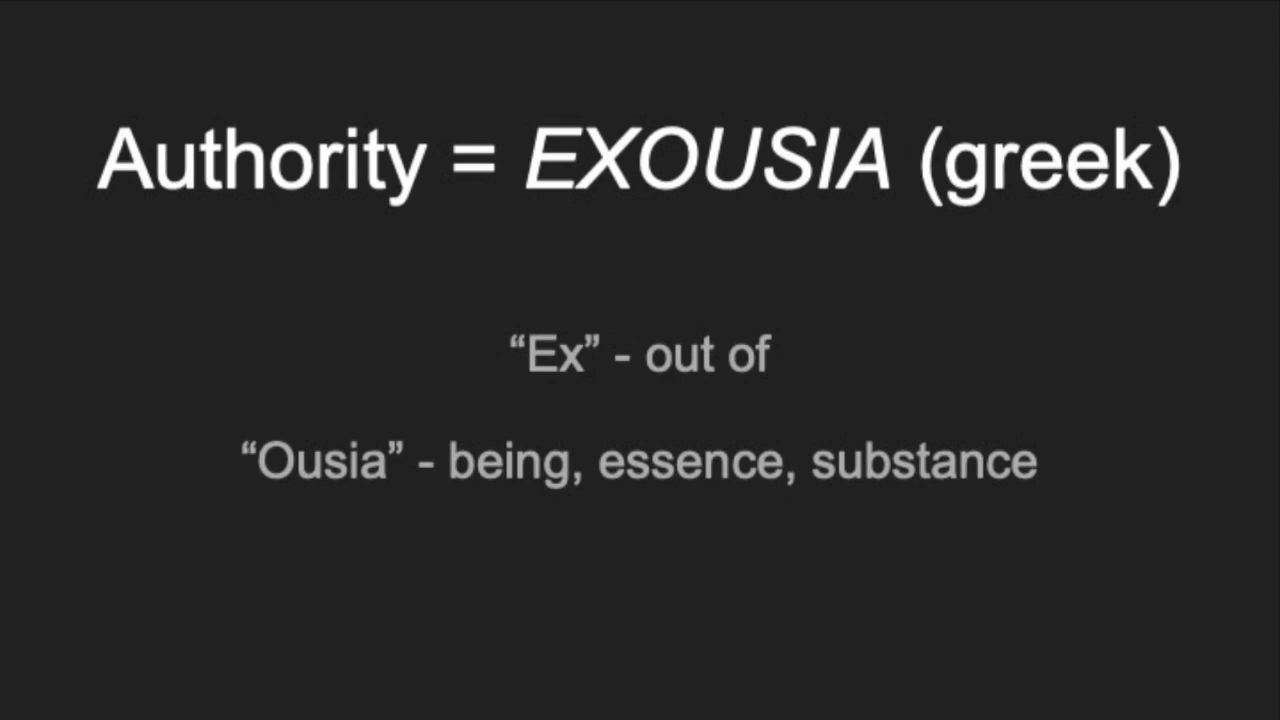 Authority = EXOUSIA (greek)
“Ex” - out of
“Ousia” - being, essence, substance